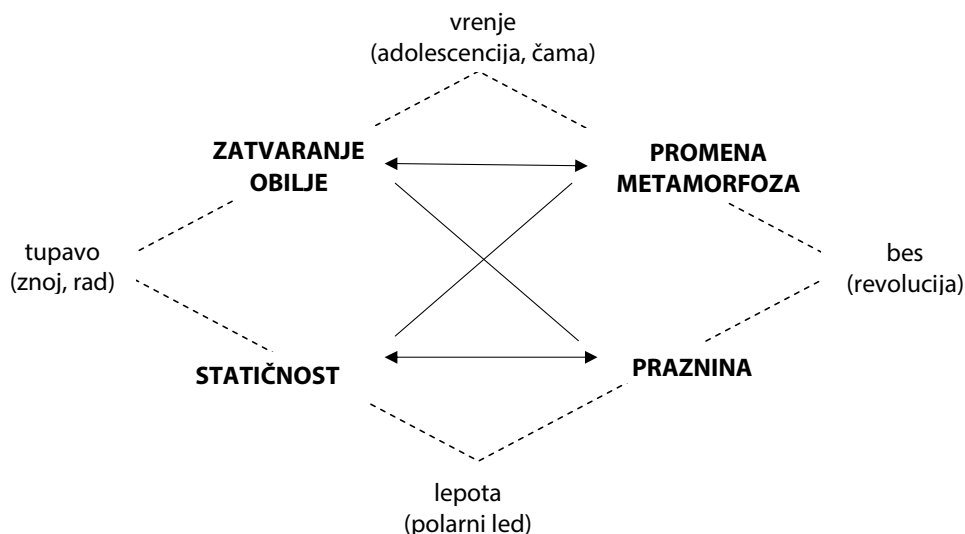 vrenje
(adolescencija, čama)
ZATVARANJE
OBILJE
PROMENA
METAMORFOZA
tupavo
(znoj, rad)
bes
(revolucija)
STATIČNOST
PRAZNINA
lepota
(polarni led)